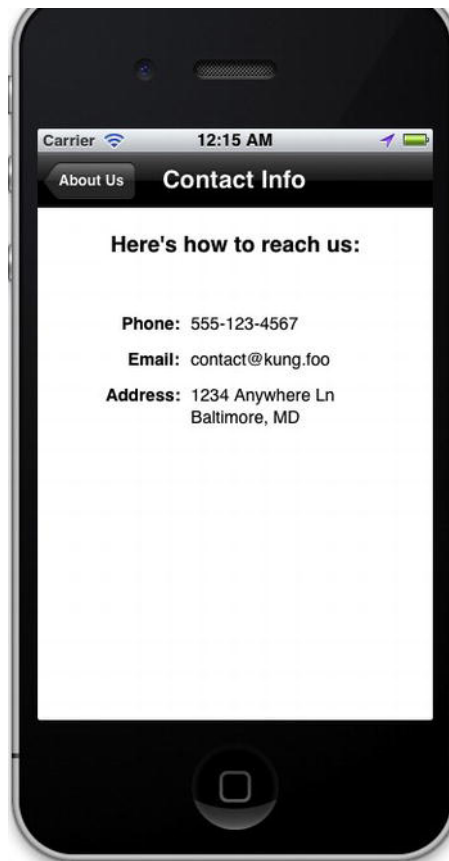 Carrier 12:15 AM
About Us Contact Info
Here's how to reach us:
Phone: 555-123-4567
Email: contact@kung.foo
Address: 1234 Anywhere Ln
Baltimore, MD